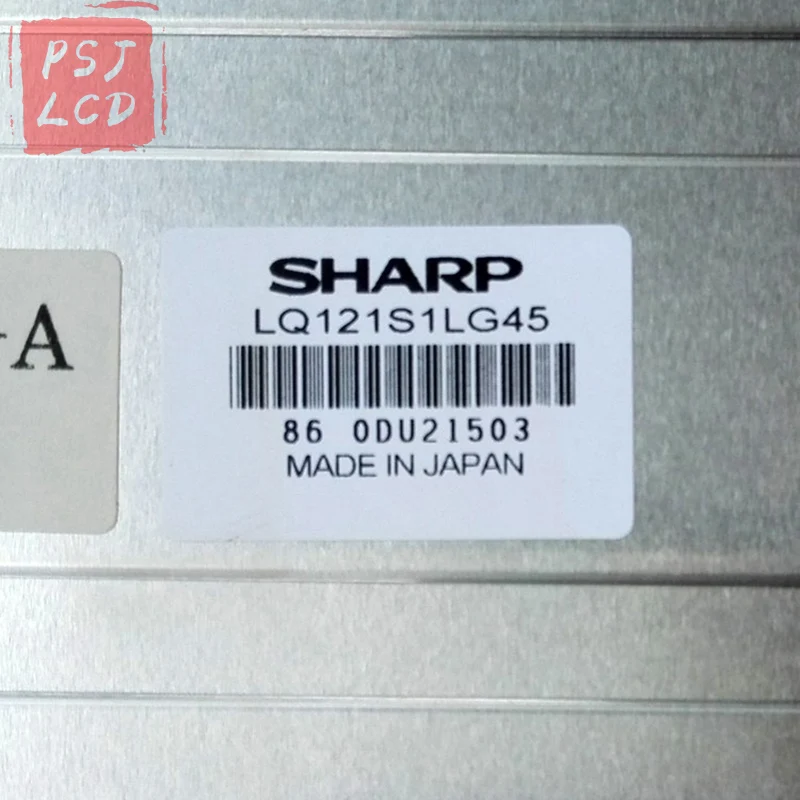 PSJ
LCD
SHARP
LQ121S1LG45
-A
86 0DU21503
MADE IN JAPAN